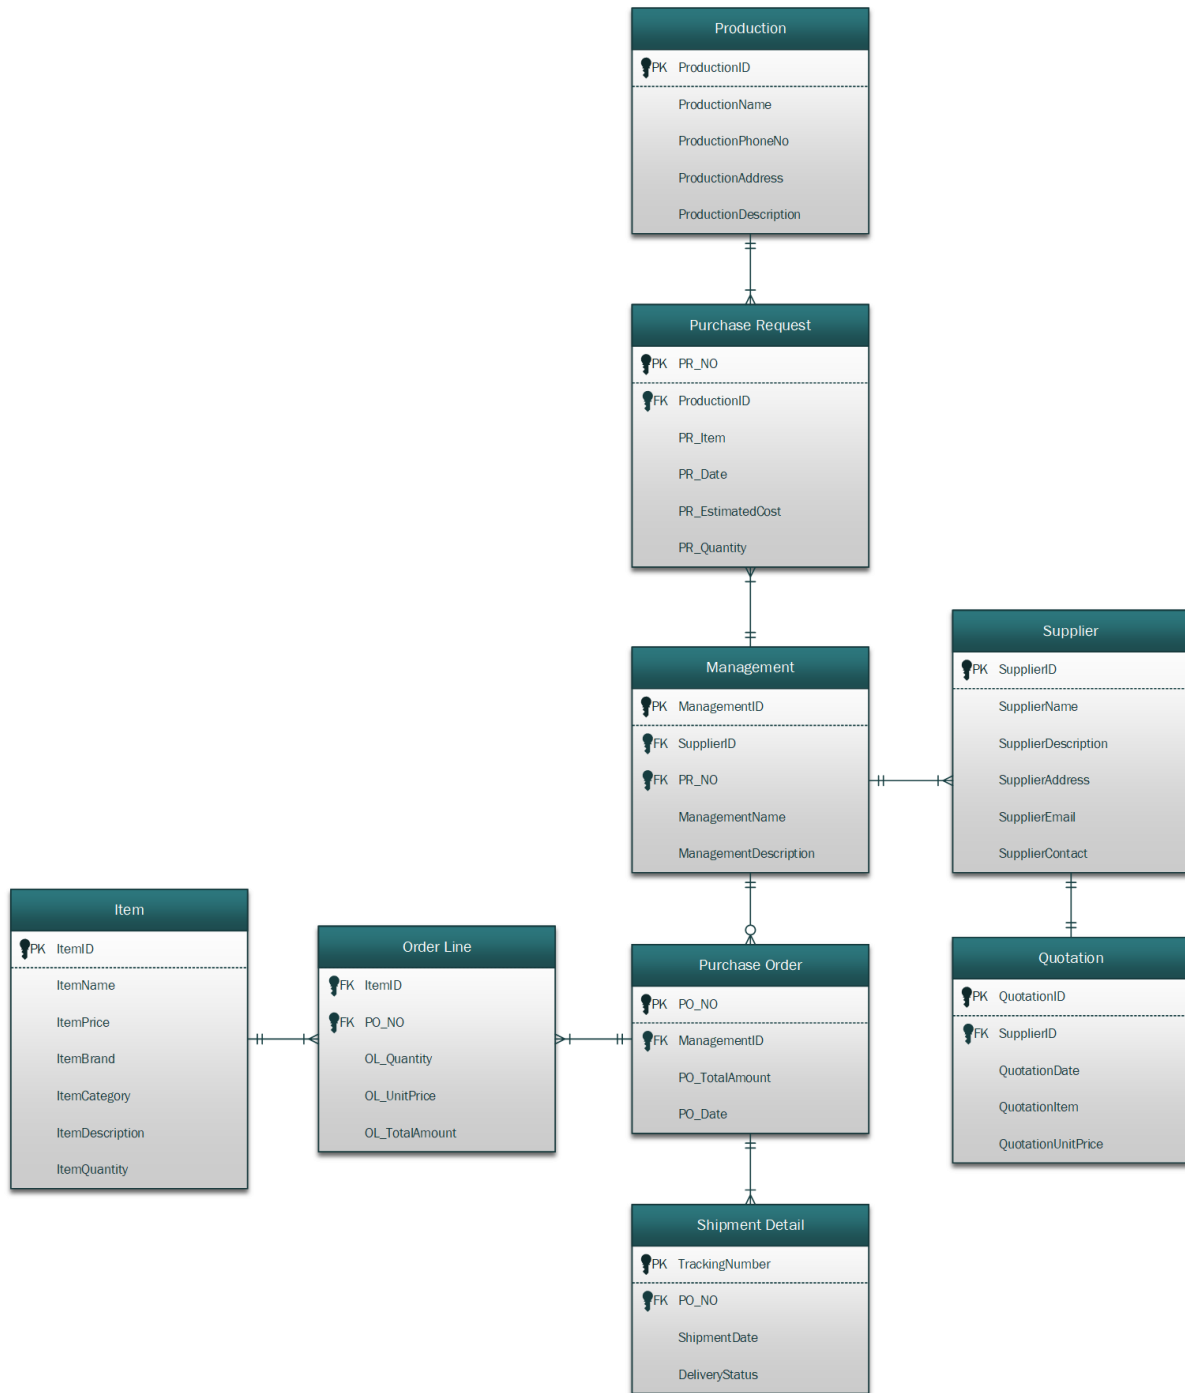 Production
PK ProductionID
ProductionName
ProductionPhoneNo
ProductionAddress
ProductionDescription
Purchase Request
PK PR_NO
FK ProductionID
PR_Item
PR_Date
PR_EstimatedCost
PR_Quantity
Management
PK ManagementID
FK SupplierID
FK PR_NO
ManagementName
ManagementDescription
Supplier
PK SupplierID
SupplierName
SupplierDescription
SupplierAddress
SupplierEmail
SupplierContact
Item
PK ItemID
ItemName
ItemPrice
ItemBrand
ItemCategory
ItemDescription
ItemQuantity
Order Line
FK ItemID
FK PO_NO
OL_Quantity
OL_UnitPrice
OL_TotalAmount
Purchase Order
PK PO_NO
FK ManagementID
PO_TotalAmount
PO_Date
Quotation
PK QuotationID
FK SupplierID
QuotationDate
QuotationItem
QuotationUnitPrice
Shipment Detail
PK TrackingNumber
FK PO_NO
ShipmentDate
DeliveryStatus